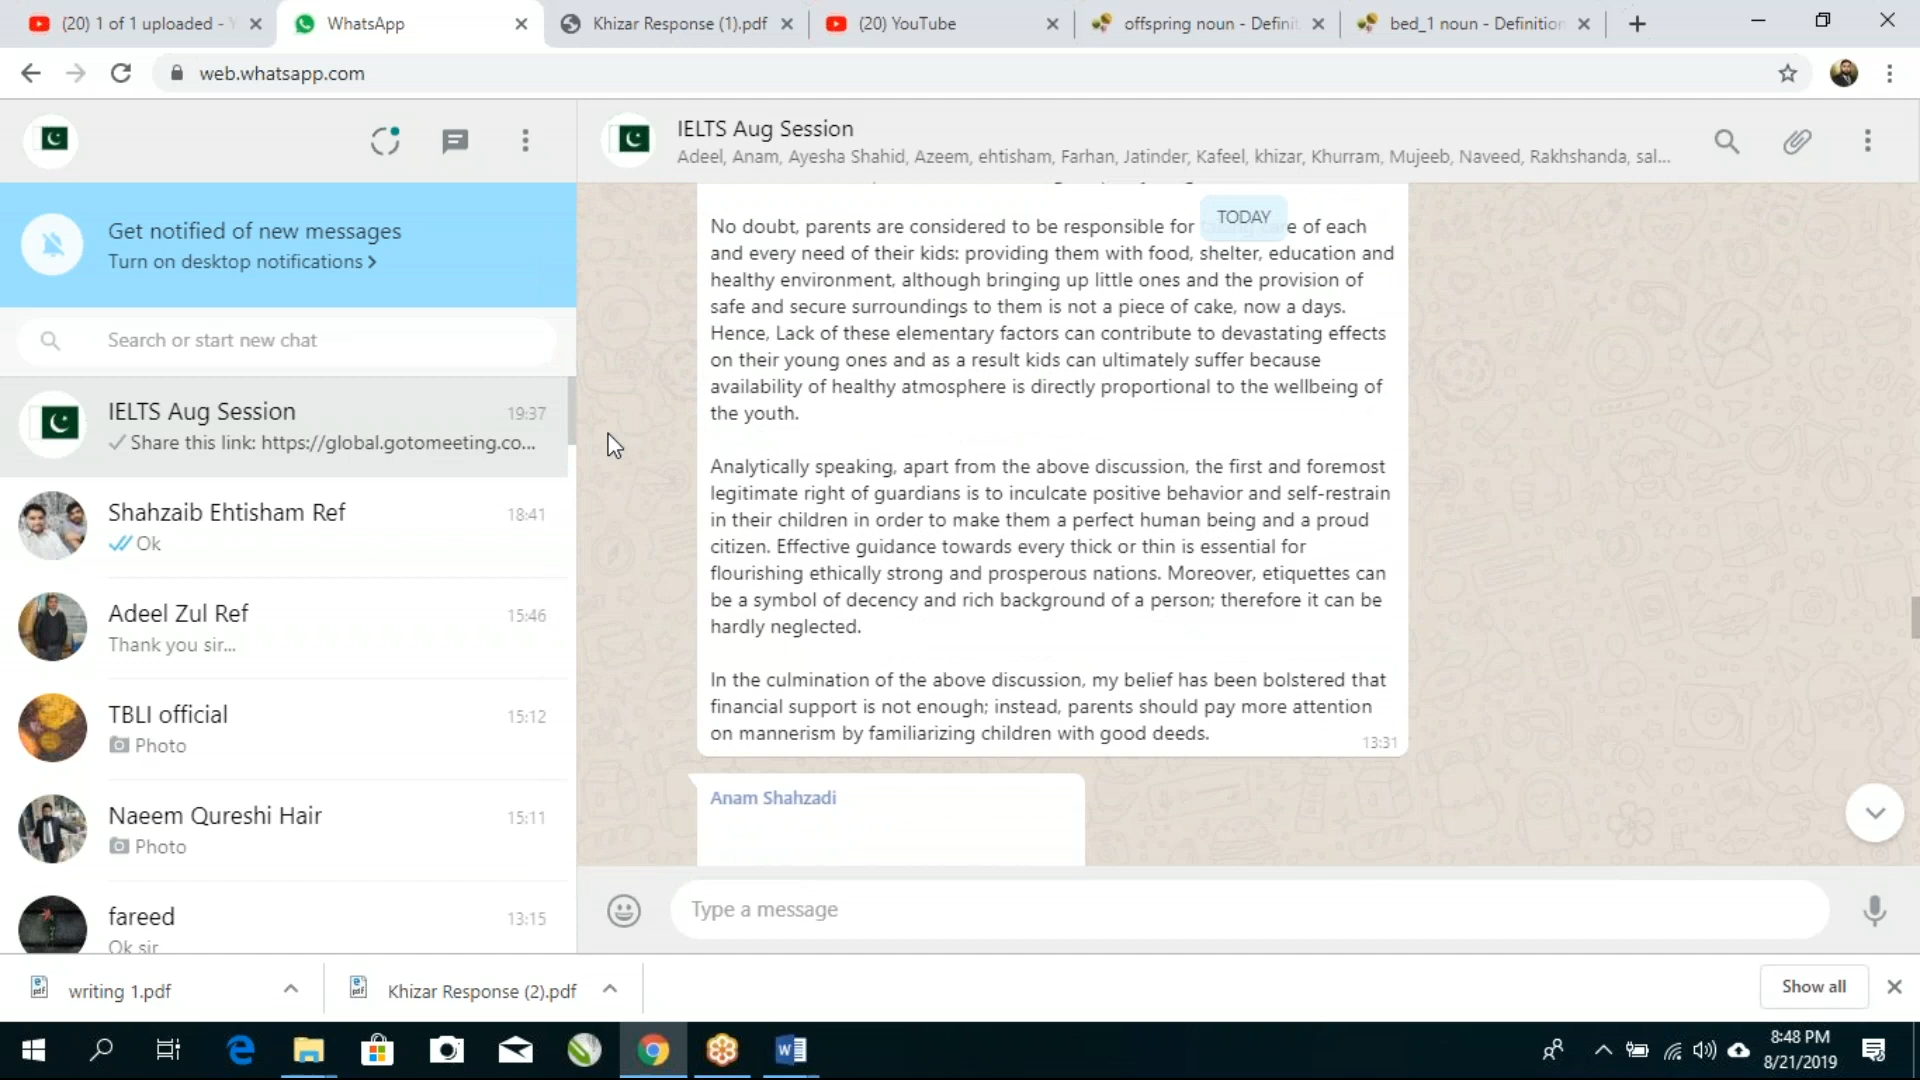 (20) 1 of 1 uploaded -
WhatsApp
Khizar Response (1).pdf
(20) YouTube
offspring noun - Definit
bed_1 noun - Definition
web.whatsapp.com
IELTS Aug Session
Adeel, Anam, Ayesha Shahid, Azeem, ehtisham, Farhan, Jatinder, Kafeel, khizar, Khurram, Mujeeb, Naveed, Rakhshanda, sal...
Get notified of new messages
Turn on desktop notifications >
Search or start new chat
IELTS Aug Session 19:37
Share this link: https://global.gotomeeting.co...
Shahzaib Ehtisham Ref 18:41
Ok
Adeel Zul Ref 15:46
Thank you sir...
TBLI official 15:12
Photo
Naeem Qureshi Hair 15:11
Photo
fareed 13:15
Ok sir
TODAY
No doubt, parents are considered to be responsible for of each
and every need of their kids: providing them with food, shelter, education and
healthy environment, although bringing up little ones and the provision of
safe and secure surroundings to them is not a piece of cake, now a days.
Hence, Lack of these elementary factors can contribute to devastating effects
on their young ones and as a result kids can ultimately suffer because
availability of healthy atmosphere is directly proportional to the wellbeing of
the youth.
Analytically speaking, apart from the above discussion, the first and foremost
legitimate right of guardians is to inculcate positive behavior and self-restrain
in their children in order to make them a perfect human being and a proud
citizen. Effective guidance towards every thick or thin is essential for
flourishing ethically strong and prosperous nations. Moreover, etiquettes can
be a symbol of decency and rich background of a person; therefore it can be
hardly neglected.
In the culmination of the above discussion, my belief has been bolstered that
financial support is not enough; instead, parents should pay more attention
on mannerism by familiarizing children with good deeds.
13:31
Anam Shahzadi
Type a message
writing 1.pdf
Khizar Response (2).pdf
Show all
8:48 PM
8/21/2019